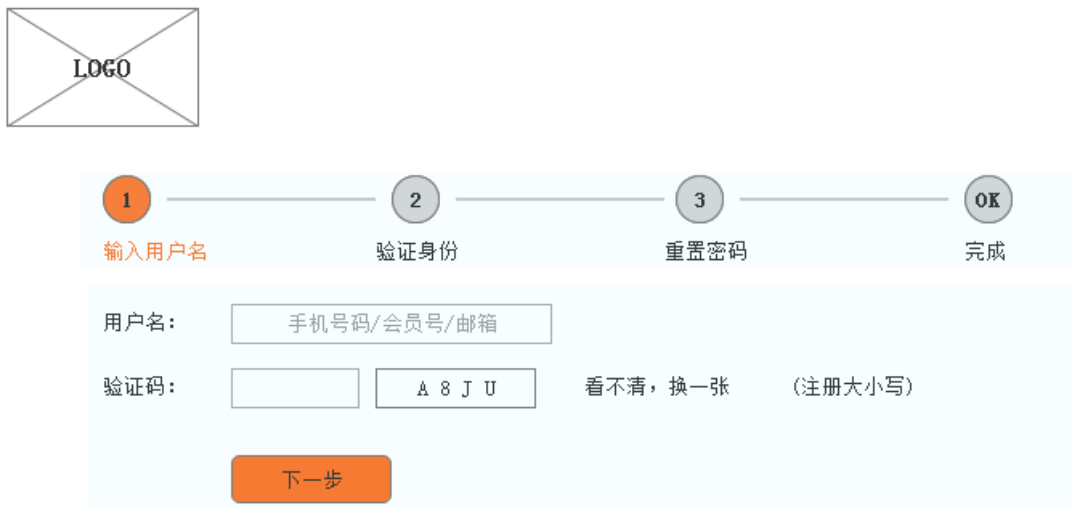 LOGO
1 2 3 OK
输入用户名 验证身份 重置密码 完成
用户名： 手机号码/会员号/邮箱
验证码： A 8 J U 看不清，换一张 (注册大小写)
下一步